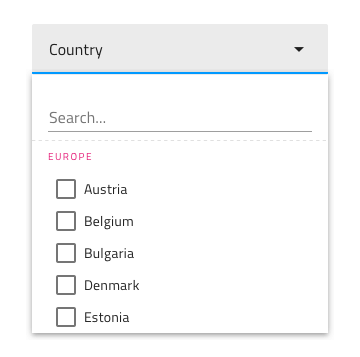 Country
Search...
EUROPE
Austria
Belgium
Bulgaria
Denmark
Estonia